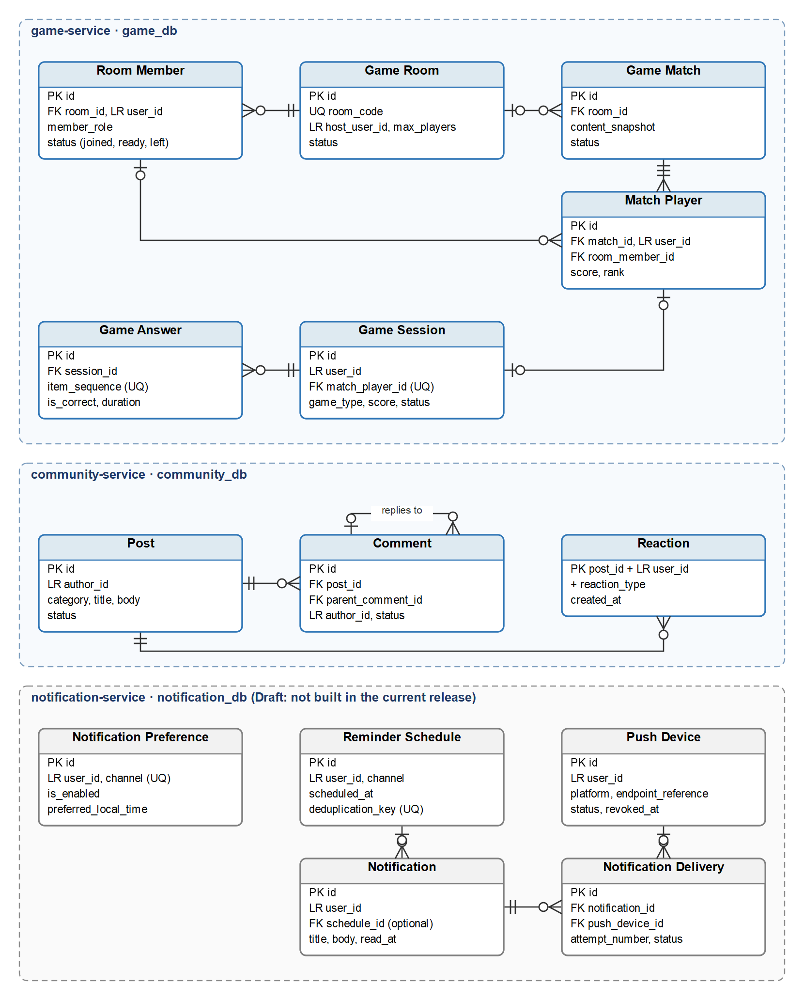 game-service · game_db
Room Member
PK id
FK room_id, LR user_id
member_role
status (joined, ready, left)
Game Room
PK id
UQ room_code
LR host_user_id, max_players
status
Game Match
PK id
FK room_id
content_snapshot
status
Match Player
PK id
FK match_id, LR user_id
FK room_member_id
score, rank
Game Answer
PK id
FK session_id
item_sequence (UQ)
is_correct, duration
Game Session
PK id
LR user_id
FK match_player_id (UQ)
game_type, score, status
community-service · community_db
replies to
Post
PK id
LR author_id
category, title, body
status
Comment
PK id
FK post_id
FK parent_comment_id
LR author_id, status
Reaction
PK post_id + LR user_id
+ reaction_type
created_at
notification-service · notification_db (Draft: not built in the current release)
Notification Preference
PK id
LR user_id, channel (UQ)
is_enabled
preferred_local_time
Reminder Schedule
PK id
LR user_id, channel
scheduled_at
deduplication_key (UQ)
Push Device
PK id
LR user_id
platform, endpoint_reference
status, revoked_at
Notification
PK id
LR user_id
FK schedule_id (optional)
title, body, read_at
Notification Delivery
PK id
FK notification_id
FK push_device_id
attempt_number, status